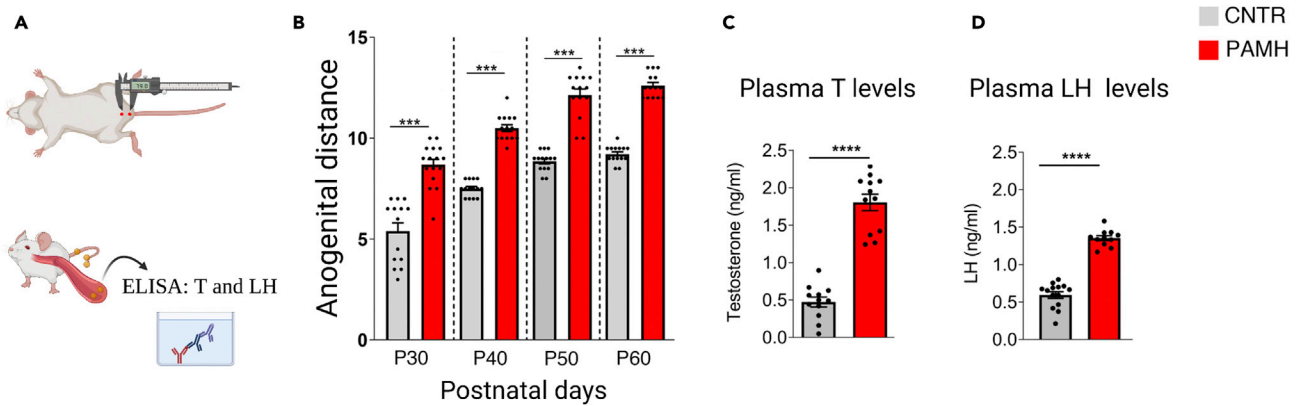 A
ELISA: T and LH
B
Anogenital distance
15
10
5
0
***
***
***
***
P30
P40
P50
P60
Postnatal days
C
Plasma T levels
Testosterone (ng/ml)
2.5
2.0
1.5
1.0
0.5
0.0
****
D
Plasma LH levels
LH (ng/ml)
2.5
2.0
1.5
1.0
0.5
0.0
****
CNTR
PAMH